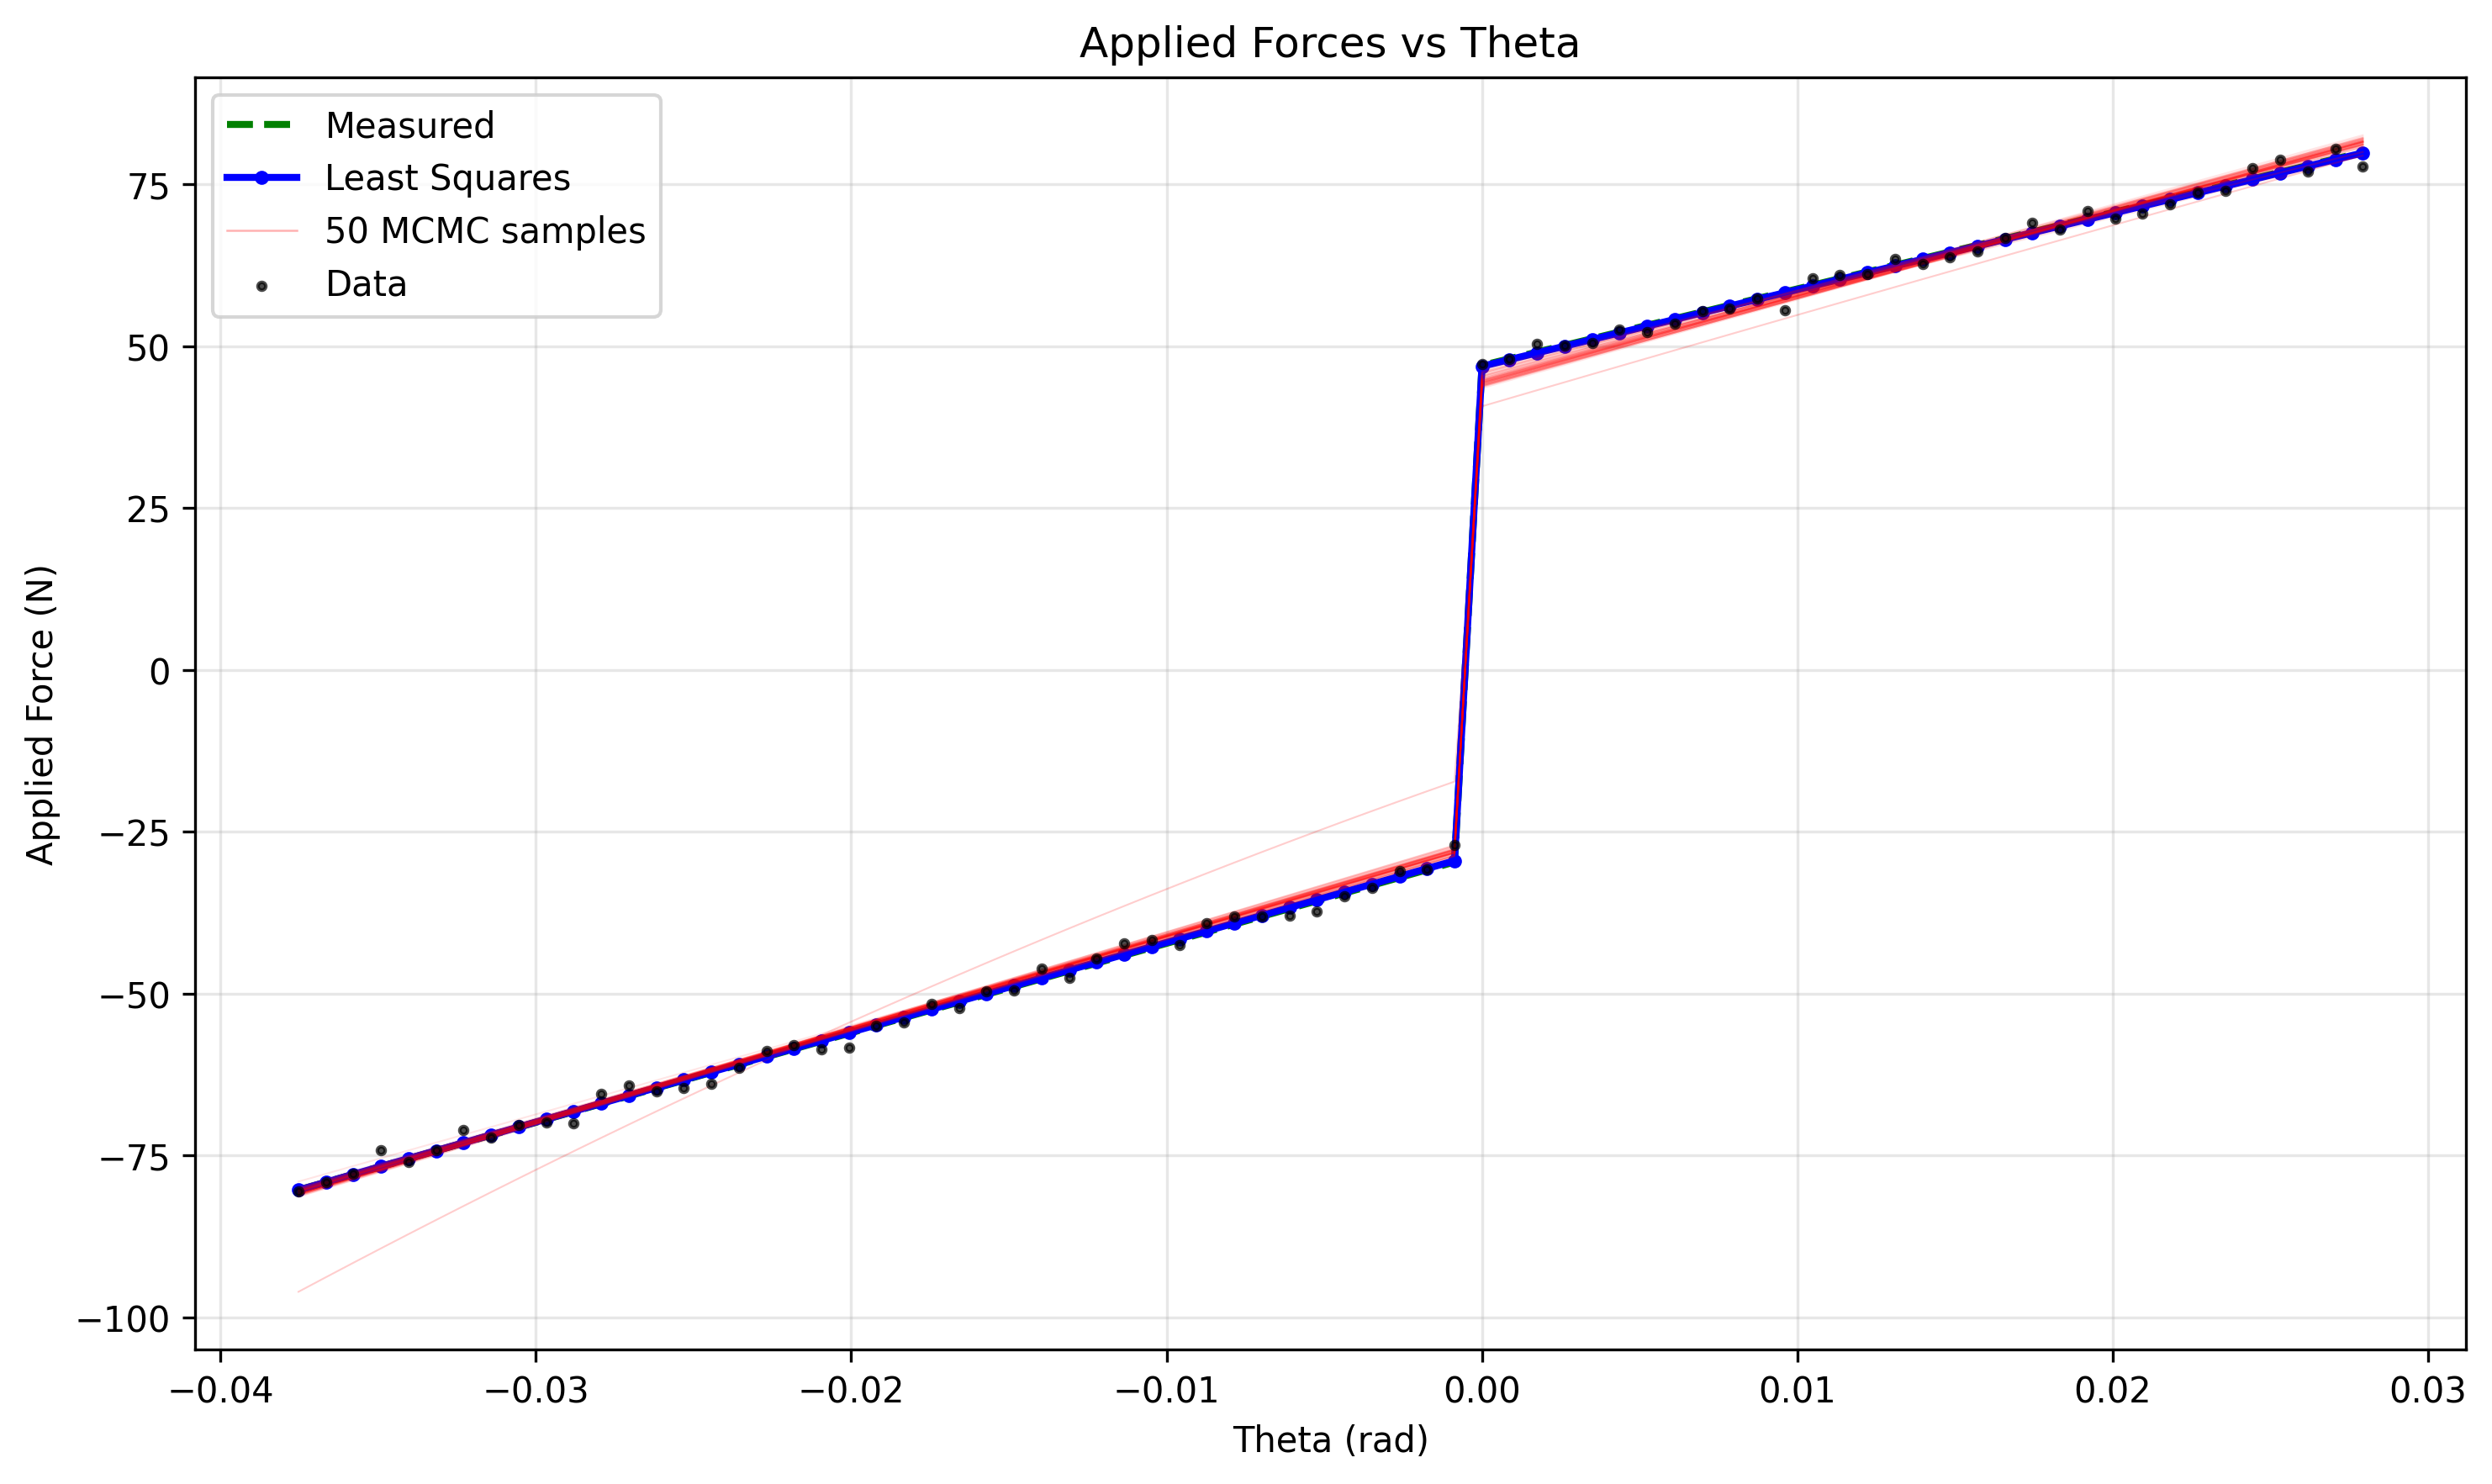 Applied Forces vs Theta
Measured
Least Squares
50 MCMC samples
Data
75
50
25
0
−25
−50
−75
−100
Applied Force (N)
−0.04
−0.03
−0.02
−0.01
0.00
0.01
0.02
0.03
Theta (rad)